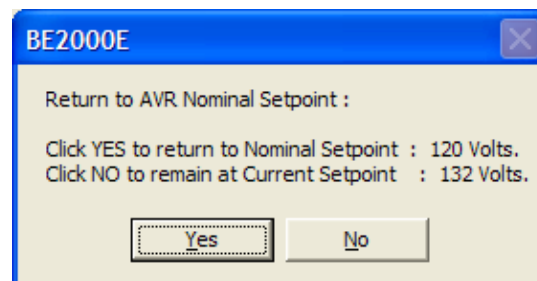 BE2000E
Return to AVR Nominal Setpoint :
Click YES to return to Nominal Setpoint : 120 Volts.
Click NO to remain at Current Setpoint : 132 Volts.
Yes No